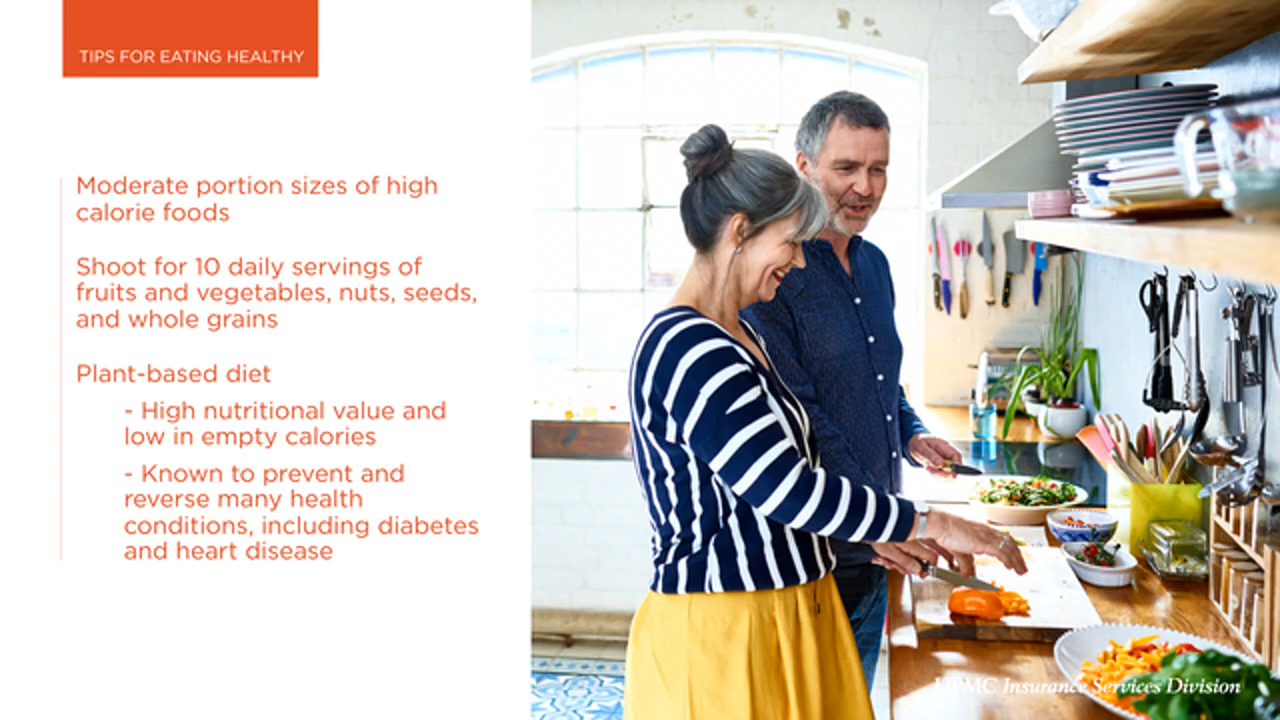 TIPS FOR EATING HEALTHY
Moderate portion sizes of high
calorie foods
Shoot for 10 daily servings of
fruits and vegetables, nuts, seeds,
and whole grains
Plant-based diet
- High nutritional value and
low in empty calories
- Known to prevent and
reverse many health
conditions, including diabetes
and heart disease
UPMC Insurance Services Division